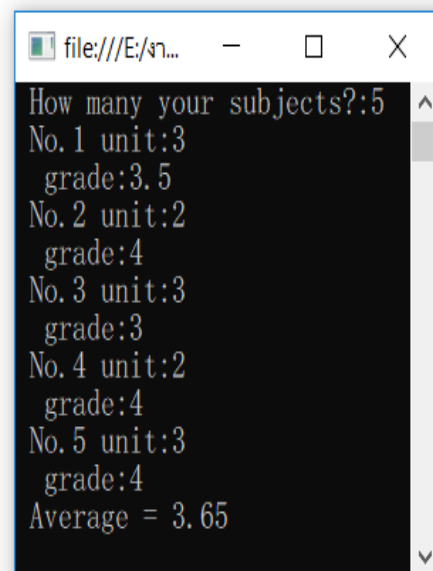 file:///E:/งา...
How many your subjects?:5
No.1 unit:3
grade:3.5
No.2 unit:2
grade:4
No.3 unit:3
grade:3
No.4 unit:2
grade:4
No.5 unit:3
grade:4
Average = 3.65